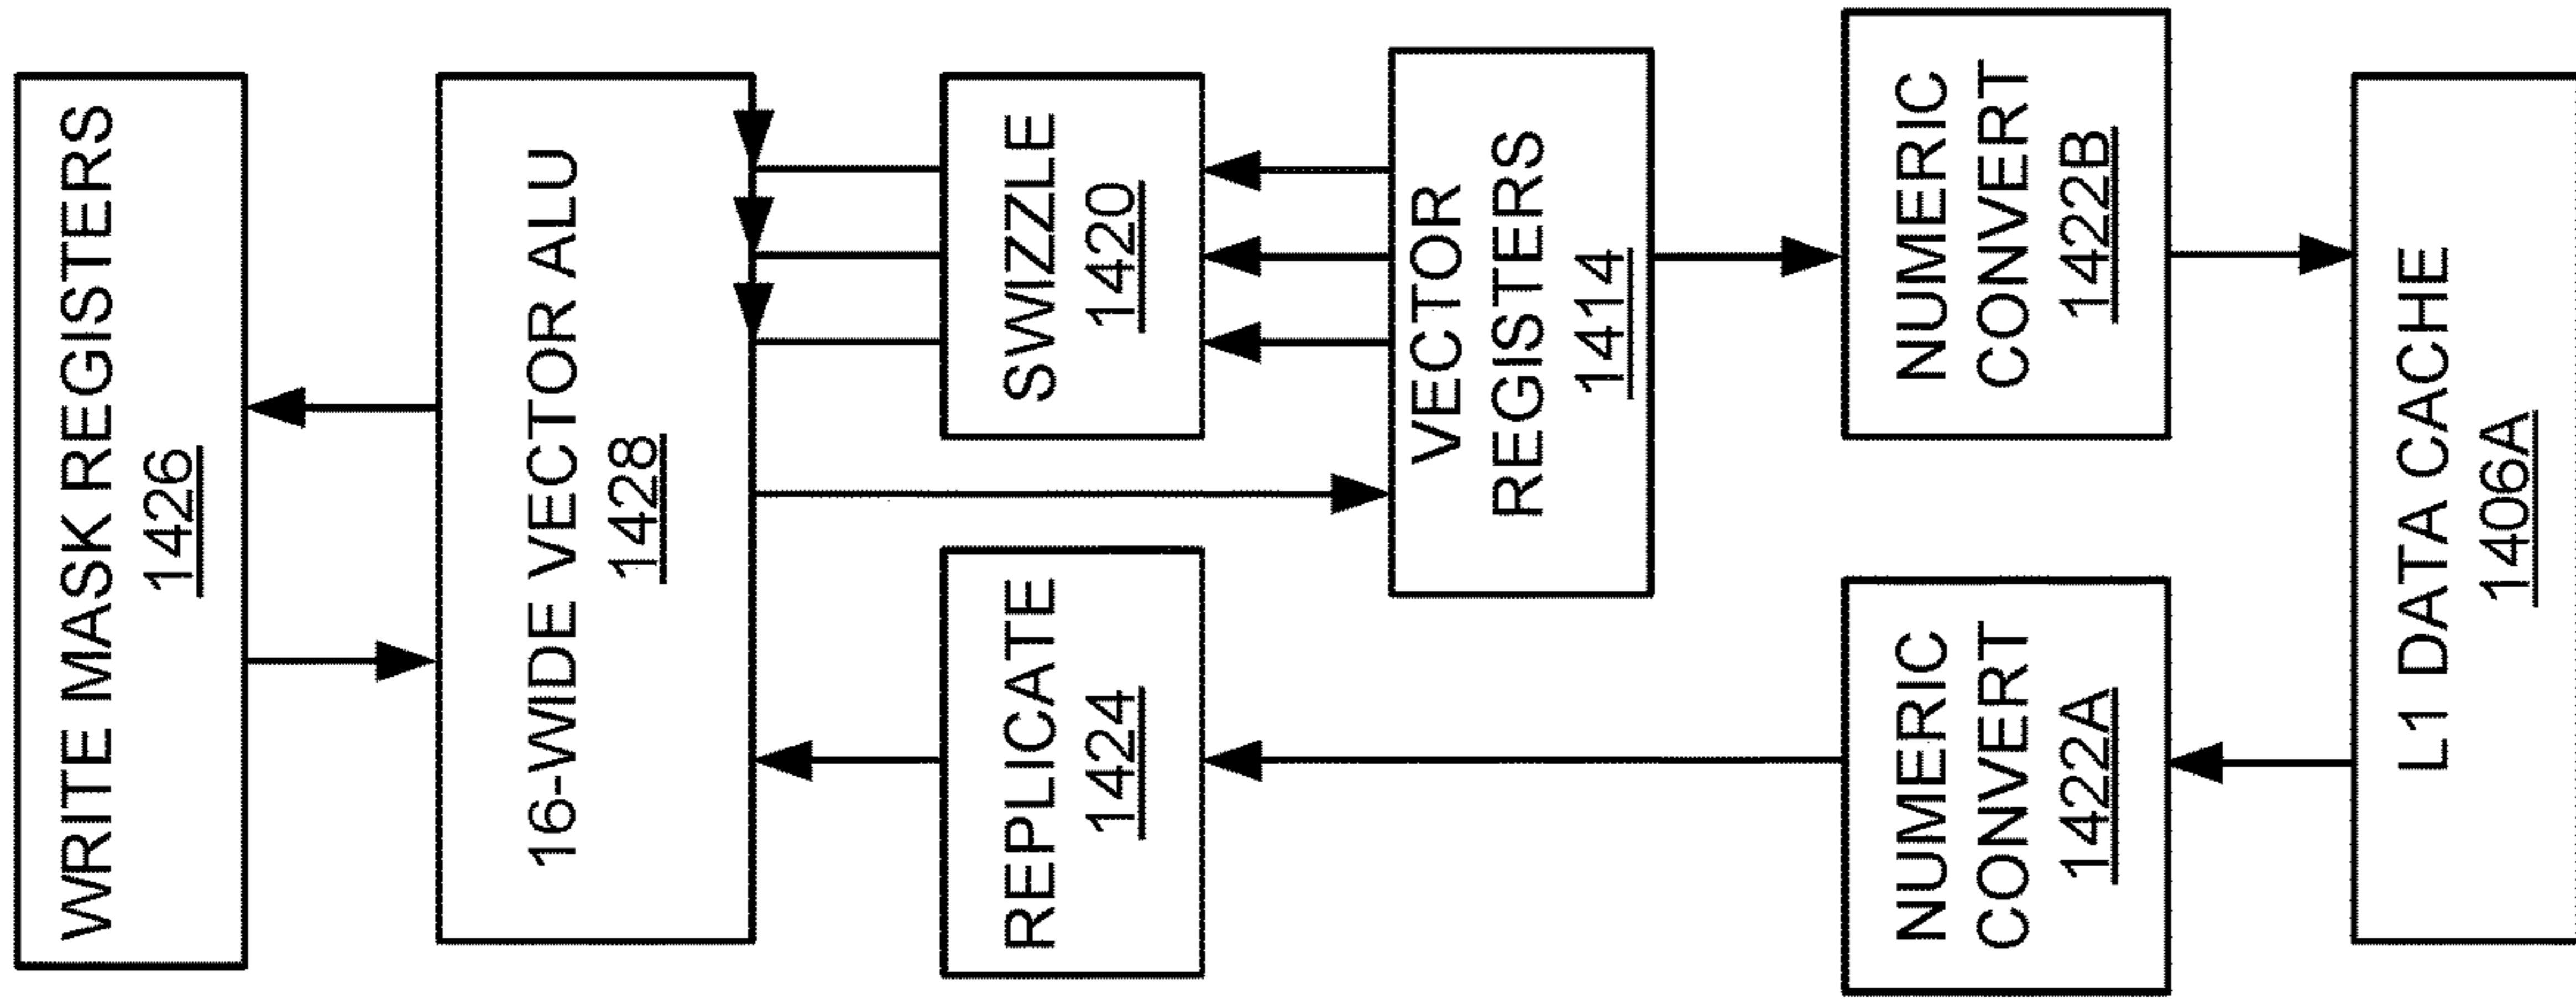 WRITE MASK REGISTERS
1426
16-WIDE VECTOR ALU
1428
REPLICATE
1424
SWIZZLE
1420
VECTOR
REGISTERS
1414
NUMERIC
CONVERT
1422A
NUMERIC
CONVERT
1422B
L1 DATA CACHE
1406A